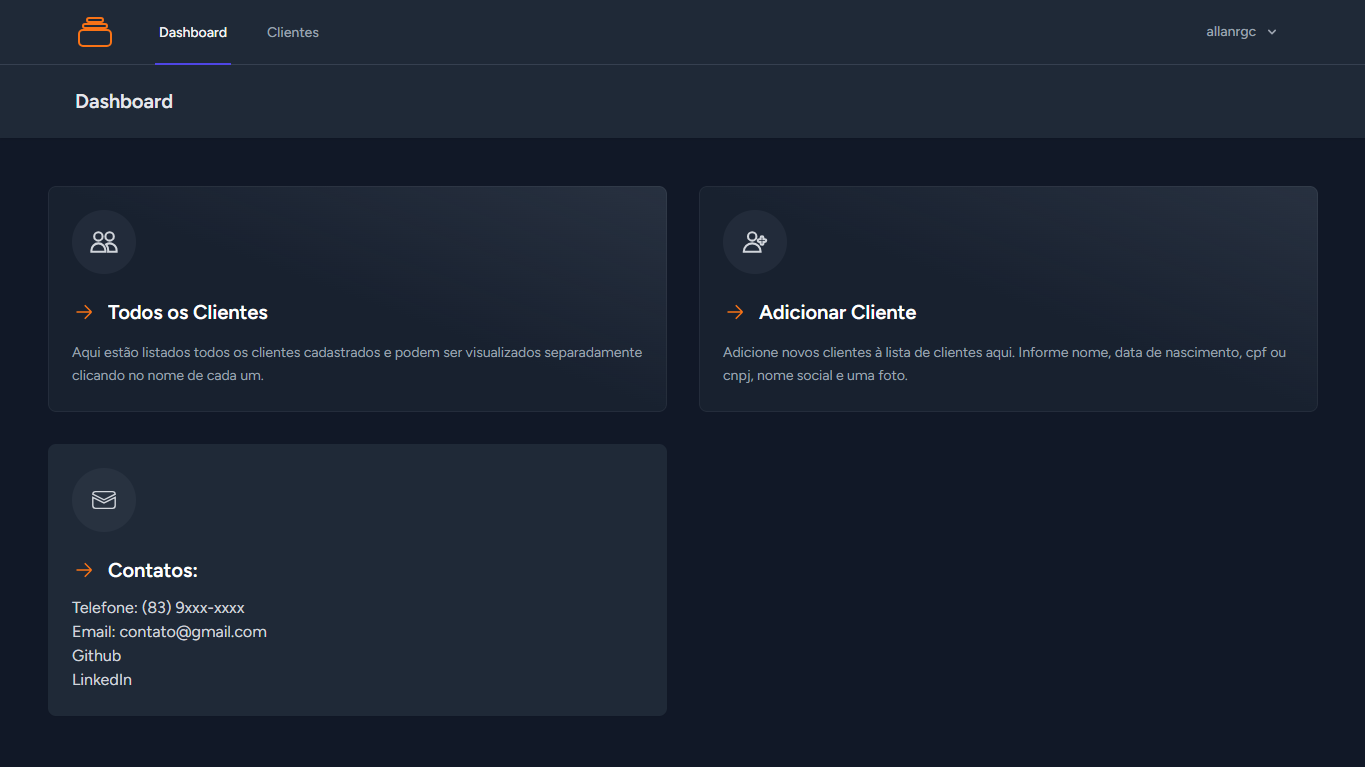 Dashboard
Clientes
allanrgc
Dashboard
Todos os Clientes
Aqui estão listados todos os clientes cadastrados e podem ser visualizados separadamente
clicando no nome de cada um.
Adicionar Cliente
Adicione novos clientes à lista de clientes aqui. Informe nome, data de nascimento, cpf ou
cnpj, nome social e uma foto.
Contatos:
Telefone: (83) 9xxx-xxxx
Email: contato@gmail.com
Github
LinkedIn